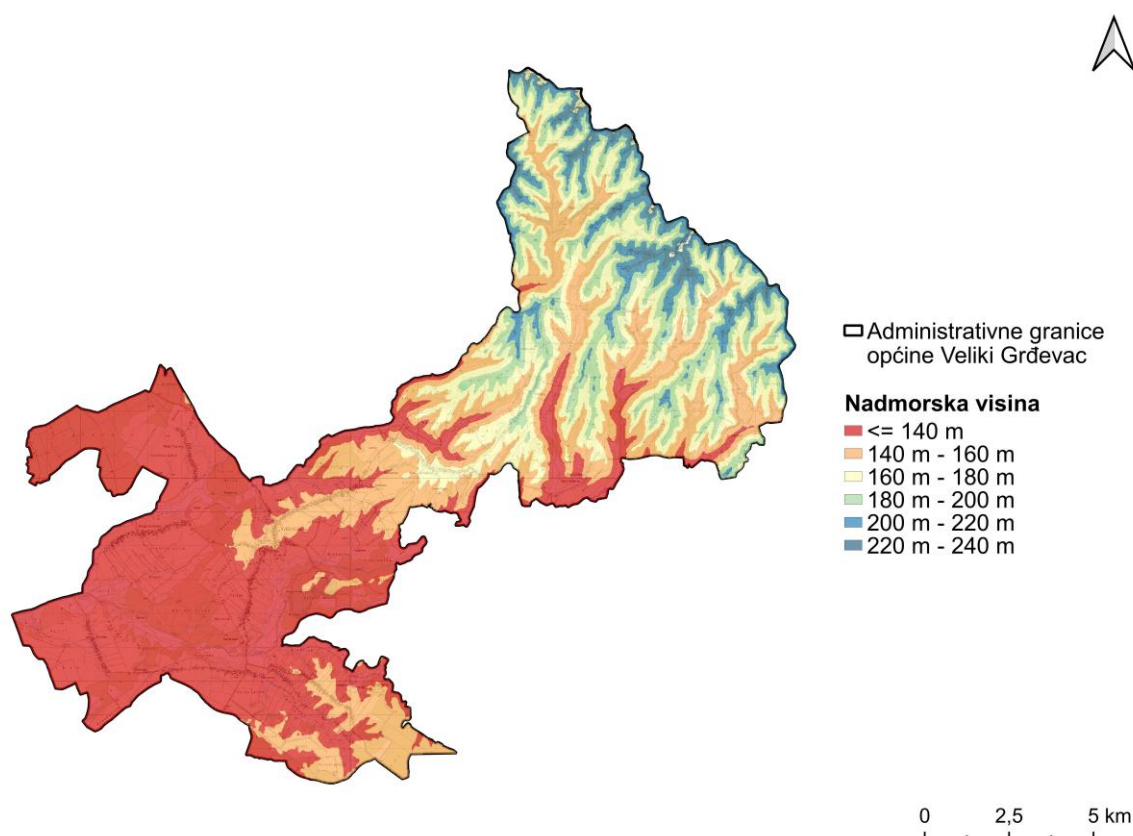 Administrativne granice
općine Veliki Grđevac
Nadmorska visina
<= 140 m
140 m - 160 m
160 m - 180 m
180 m - 200 m
200 m - 220 m
220 m - 240 m
0 2,5 5 km